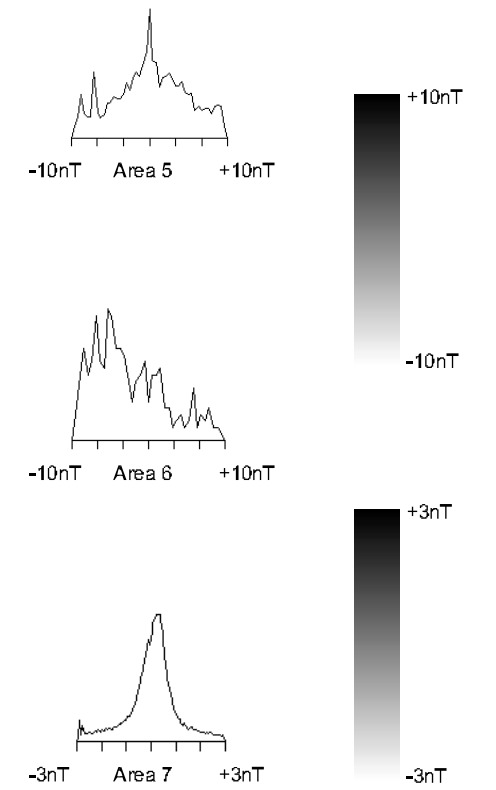 +10nT
-10nT Area 5 +10nT
-10nT
-10nT Area 6 +10nT
+3nT
-3nT Area 7 +3nT
-3nT